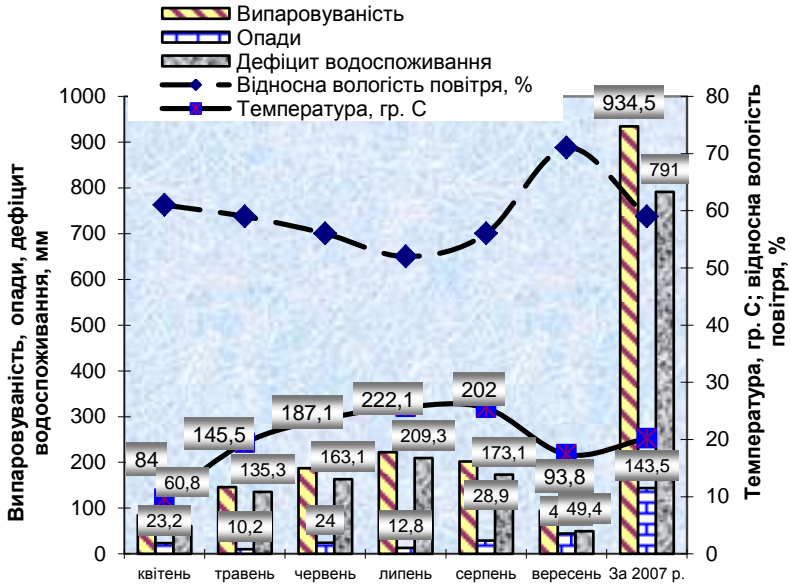 Випаровуваність
Опади
Дефіцит водоспоживання
Відносна вологість повітря, %
Температура, гр. С
Випаровуваність, опади, дефіцит
водоспоживання, мм
1000
900
800
700
600
500
400
300
200
100
0
934,5
791
84
60,8
23,2
145,5
135,3
10,2
187,1
163,1
24
222,1
209,3
12,8
202
173,1
28,9
93,8
49,4
143,5
80
70
60
50
40
30
20
10
0
Температура, гр. С; відносна вологість
повітря, %
квітень
травень
червень
липень
серпень
вересень
За 2007 р.